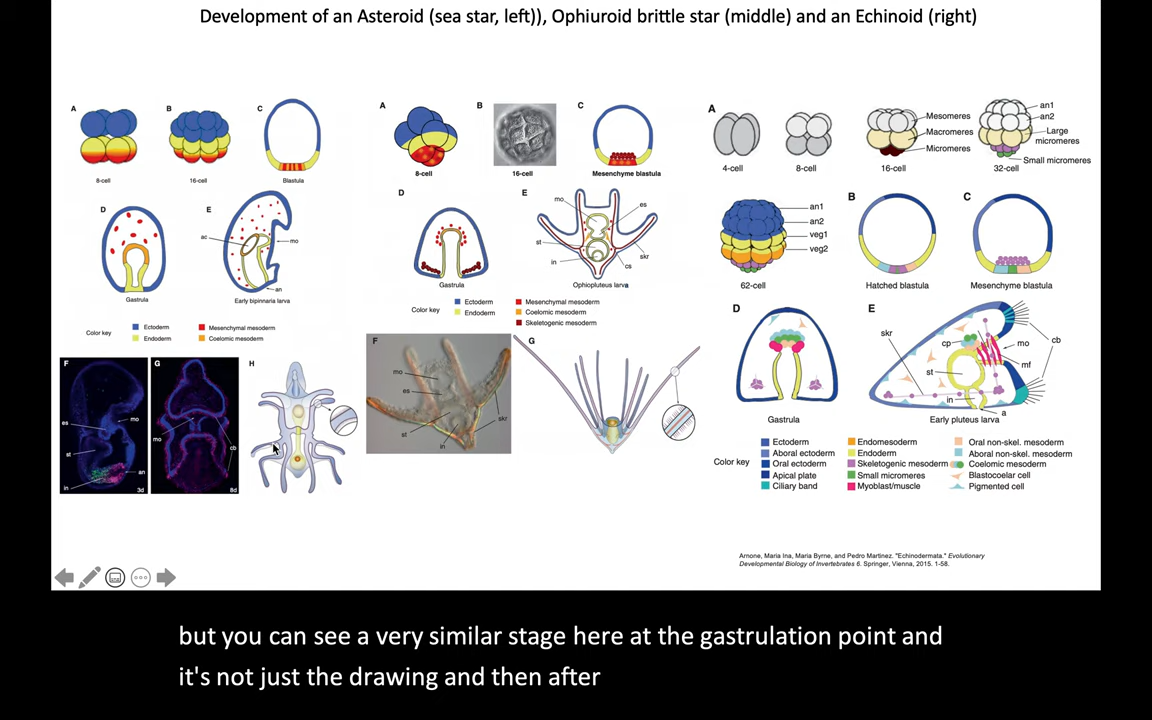 Development of an Asteroid (sea star, left)), Ophiuroid brittle star (middle) and an Echinoid (right)
A
B
C
8-cell
16-cell
Blastula
D
E
ac
mo
an
Gastrula
Early bipinnaria larva
Color key
Ectoderm
Mesenchymal mesoderm
Endoderm
Coelomic mesoderm
F
G
H
es
mo
st
an
in
3d
mo
cb
8d
A
B
C
8-cell
16-cell
Mesenchyme blastula
D
E
mo
es
st
in
skr
cs
Gastrula
Ophiopluteus larva
Color key
Ectoderm
Mesenchymal mesoderm
Endoderm
Coelomic mesoderm
Skeletogenic mesoderm
F
G
mo
es
st
in
skr
A
4-cell
8-cell
16-cell
32-cell
Mesomeres
Macromeres
Micromeres
an1
an2
Large micromeres
Small micromeres
an1
an2
veg1
veg2
62-cell
B
C
Hatched blastula
Mesenchyme blastula
D
E
skr
cp
st
in
mo
mf
cb
a
Gastrula
Early pluteus larva
Color key
Ectoderm
Aboral ectoderm
Oral ectoderm
Apical plate
Ciliary band
Endomesoderm
Endoderm
Skeletogenic mesoderm
Small micromeres
Myoblast/muscle
Oral non-skel. mesoderm
Aboral non-skel. mesoderm
Coelomic mesoderm
Blastocoelar cell
Pigmented cell
Arnone, Maria Ina, Maria Byrne, and Pedro Martinez. "Echinodermata." Evolutionary
Developmental Biology of Invertebrates 6. Springer, Vienna, 2015. 1-58.
but you can see a very similar stage here at the gastrulation point and
it's not just the drawing and then after